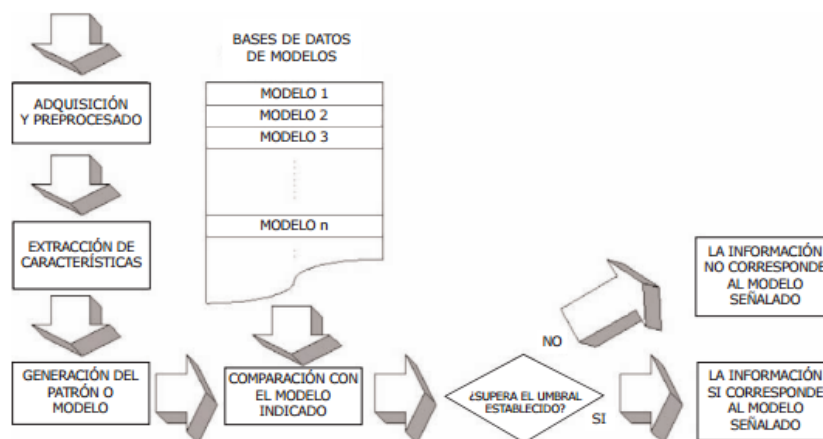 BASES DE DATOS
DE MODELOS
MODELO 1
MODELO 2
MODELO 3
MODELO n
ADQUISICIÓN
Y PREPROCESADO
EXTRACCIÓN DE
CARACTERÍSTICAS
GENERACIÓN DEL
PATRÓN O
MODELO
COMPARACIÓN CON
EL MODELO
INDICADO
¿SUPERA EL UMBRAL
ESTABLECIDO?
NO
LA INFORMACIÓN
NO CORRESPONDE
AL MODELO
SEÑALADO
SI
LA INFORMACIÓN
SI CORRESPONDE
AL MODELO
SEÑALADO